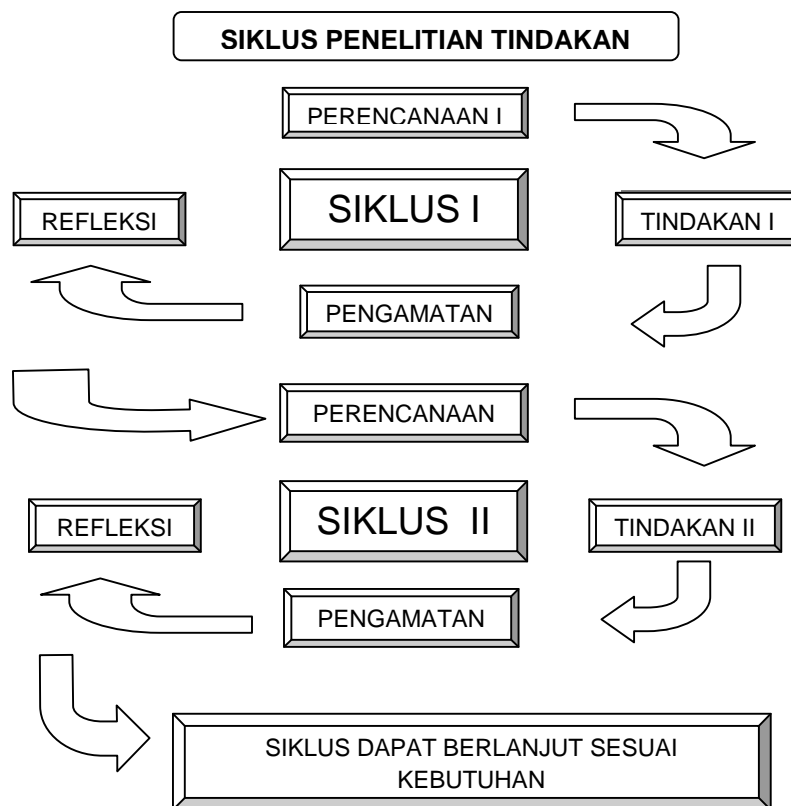 SIKLUS PENELITIAN TINDAKAN
PERENCANAAN I
SIKLUS I
REFLEKSI
TINDAKAN I
PENGAMATAN
PERENCANAAN
SIKLUS II
REFLEKSI
TINDAKAN II
PENGAMATAN
SIKLUS DAPAT BERLANJUT SESUAI
KEBUTUHAN